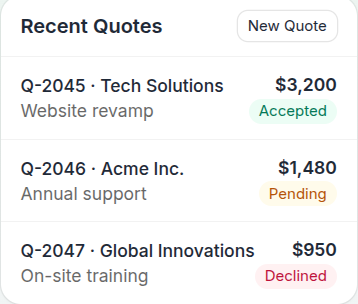 Recent Quotes New Quote
Q-2045 · Tech Solutions $3,200
Website revamp Accepted
Q-2046 · Acme Inc. $1,480
Annual support Pending
Q-2047 · Global Innovations $950
On-site training Declined